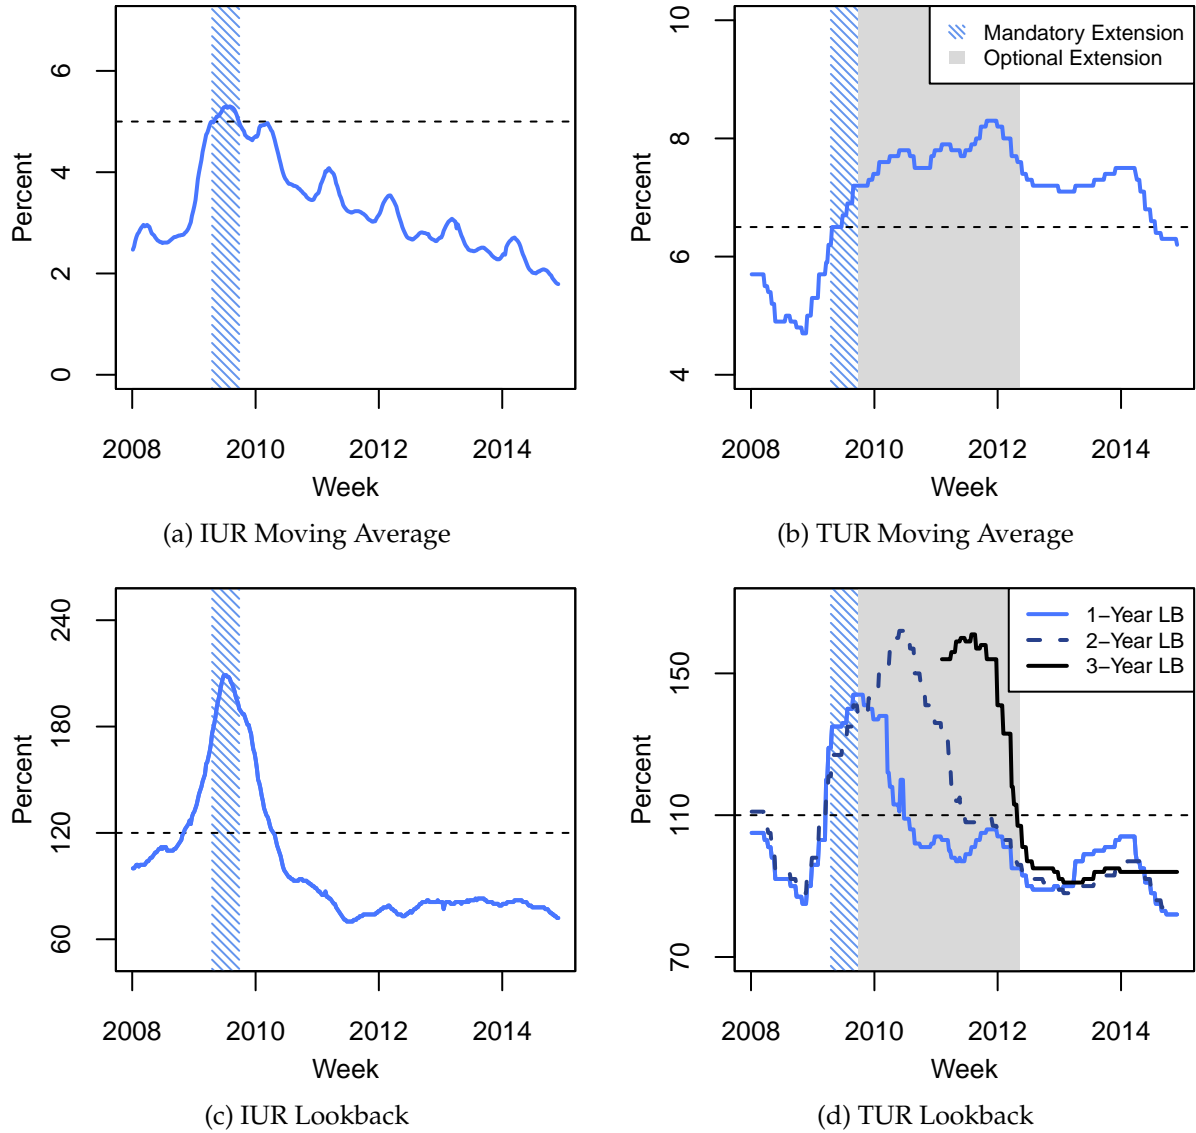 6
4
2
0
Percent
2008 2010 2012 2014
Week
(a) IUR Moving Average
10
8
6
4
Percent
Mandatory Extension
Optional Extension
2008 2010 2012 2014
Week
(b) TUR Moving Average
240
180
120
60
Percent
2008 2010 2012 2014
Week
(c) IUR Lookback
150
110
70
Percent
1−Year LB
2−Year LB
3−Year LB
2008 2010 2012 2014
Week
(d) TUR Lookback